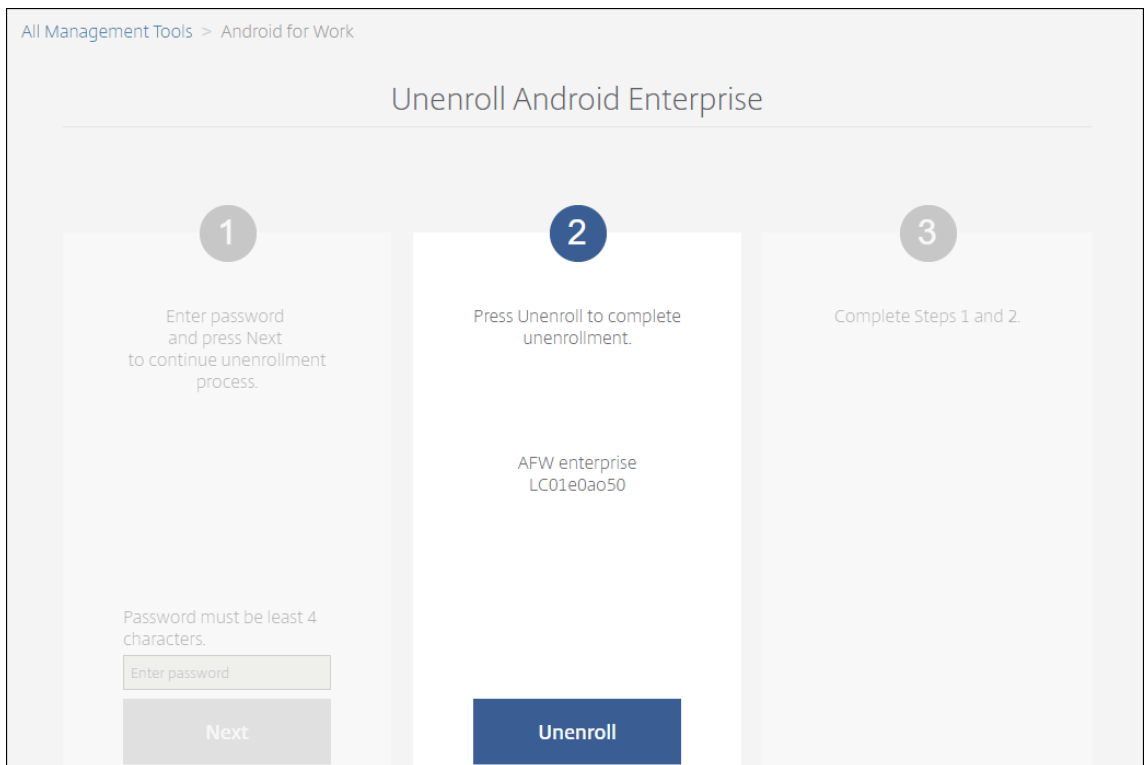 All Management Tools > Android for Work
Unenroll Android Enterprise
1
Enter password
and press Next
to continue unenrollment
process.
Password must be least 4
characters.
Enter password
Next
2
Press Unenroll to complete
unenrollment.
AFW enterprise
LC01e0ao50
Unenroll
3
Complete Steps 1 and 2.